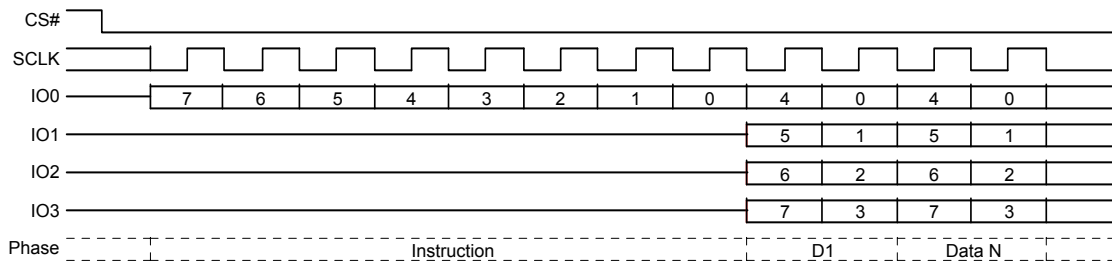 CS#
SCLK
IO0 7 6 5 4 3 2 1 0 4 0 4 0
IO1 5 1 5 1
IO2 6 2 6 2
IO3 7 3 7 3
Phase Instruction D1 Data N